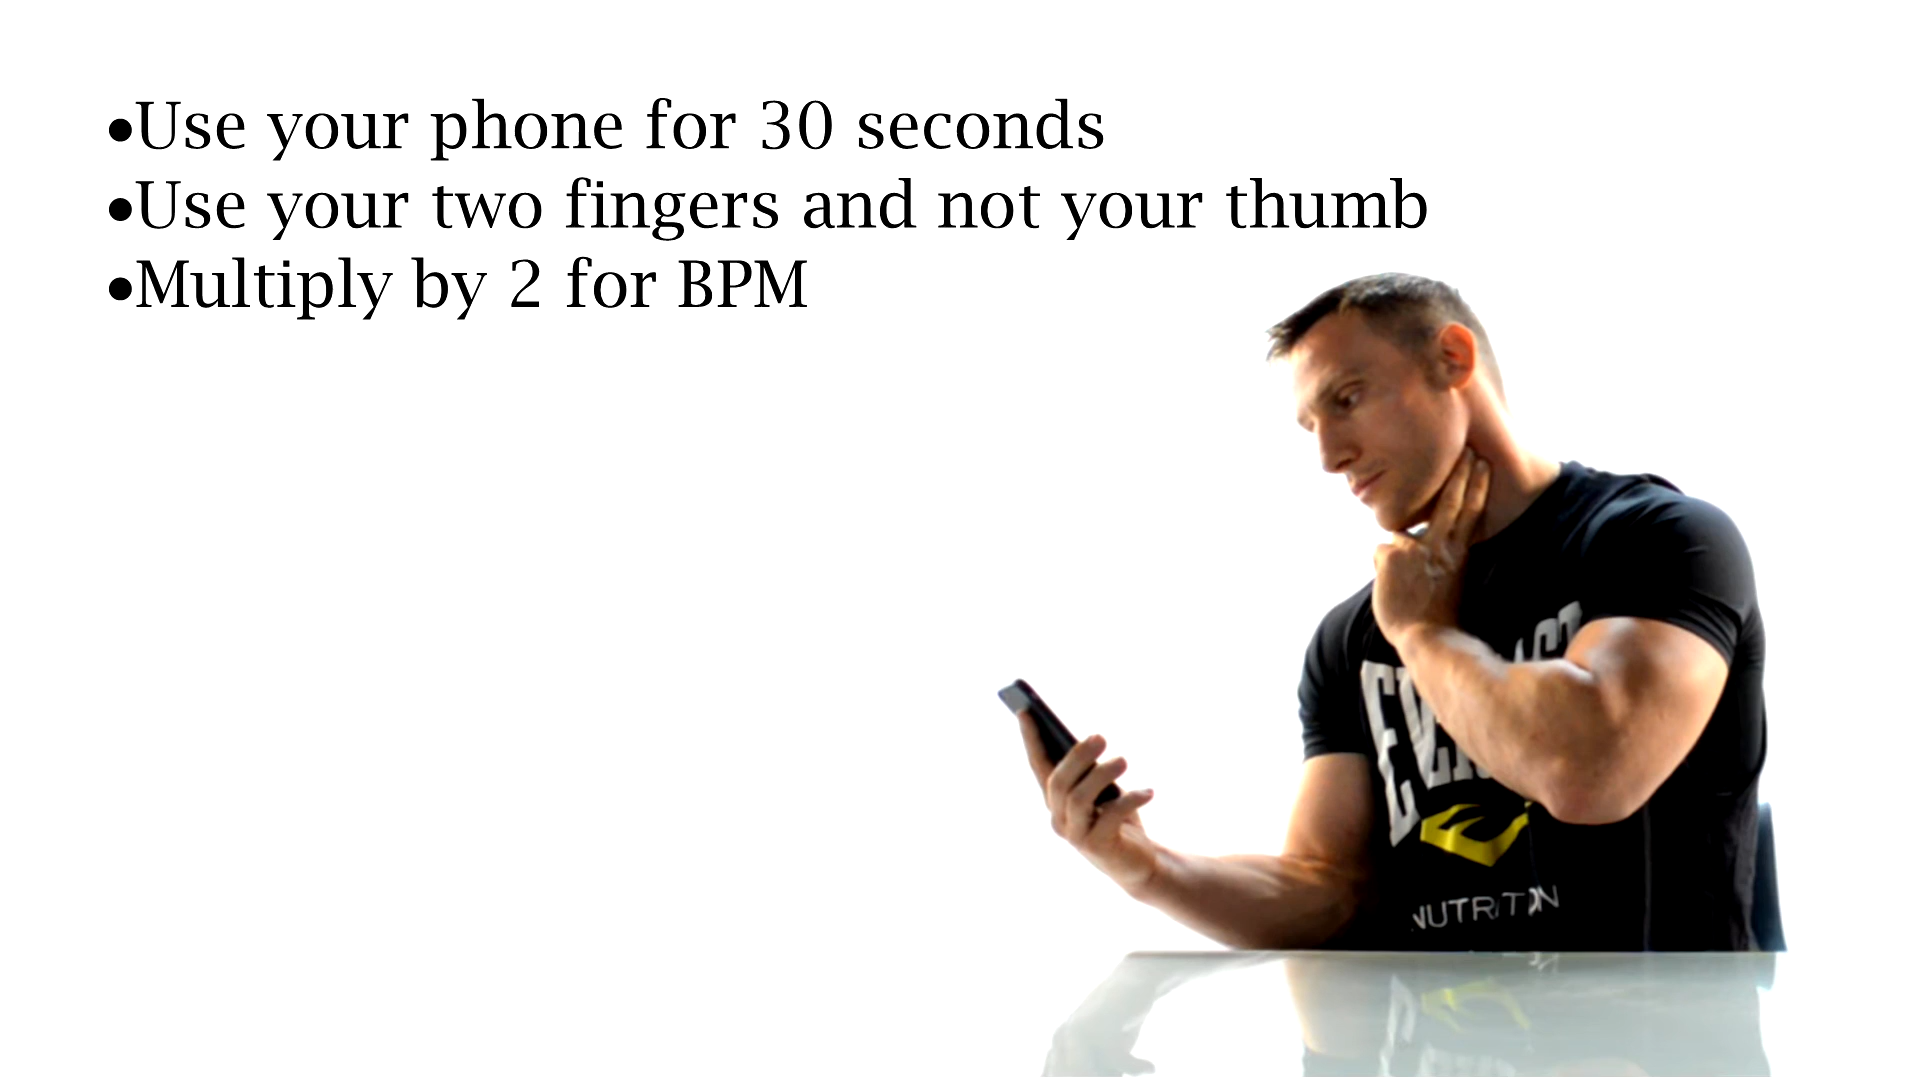 •Use your phone for 30 seconds
•Use your two fingers and not your thumb
•Multiply by 2 for BPM